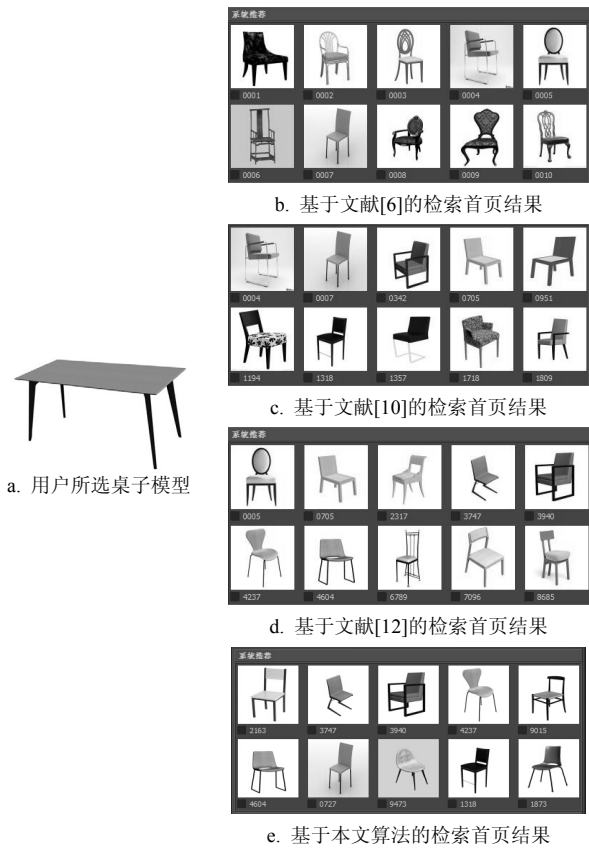 系统推荐
0001 0002 0003 0004 0005
0006 0007 0008 0009 0010
b. 基于文献[6]的检索首页结果
0004 0007 0342 0705 0951
1194 1318 1357 1718 1809
c. 基于文献[10]的检索首页结果
a. 用户所选桌子模型
系统推荐
0005 0705 2317 3747 3940
4237 4604 6789 7096 8685
d. 基于文献[12]的检索首页结果
系统推荐
2163 3747 3940 4237 9015
4604 0727 9473 1318 1873
e. 基于本文算法的检索首页结果